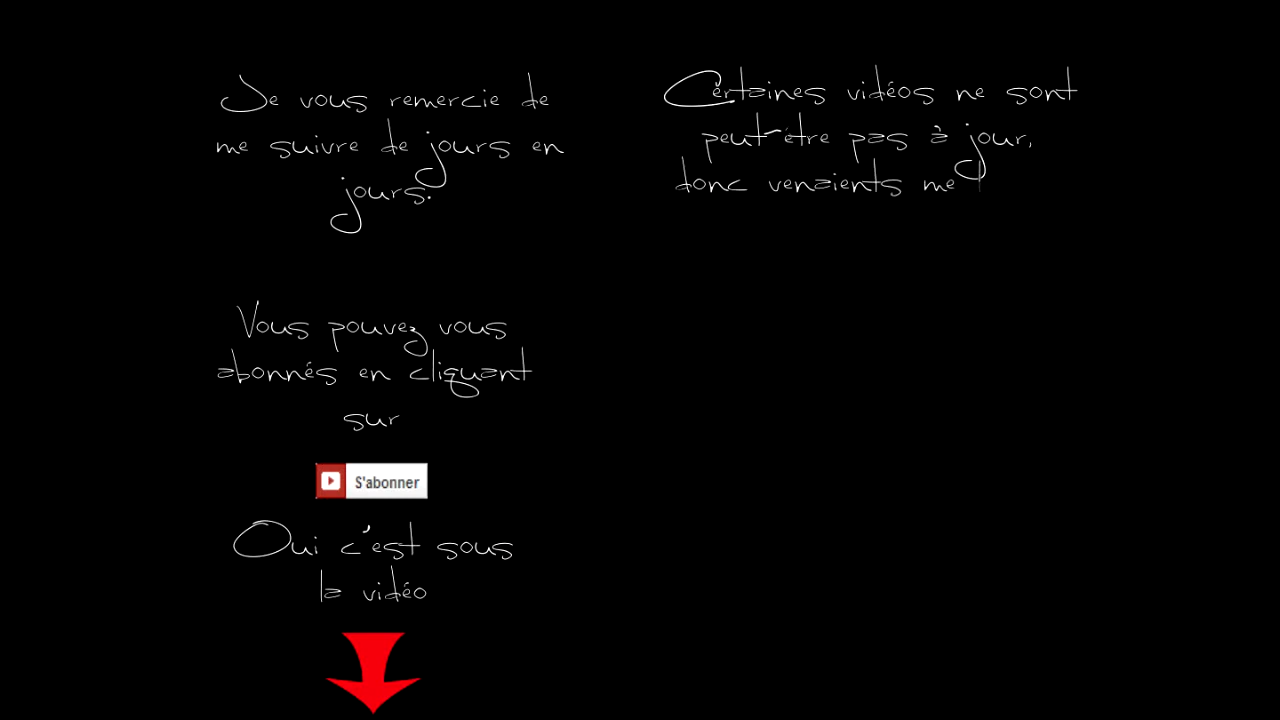 Je vous remercie de
me suivre de jours en
jours.
Vous pouvez vous
abonnés en cliquant
sur
S'abonner
Oui c'est sous
la vidéo
Certaines vidéos ne sont
peut-être pas à jour,
donc venaients me